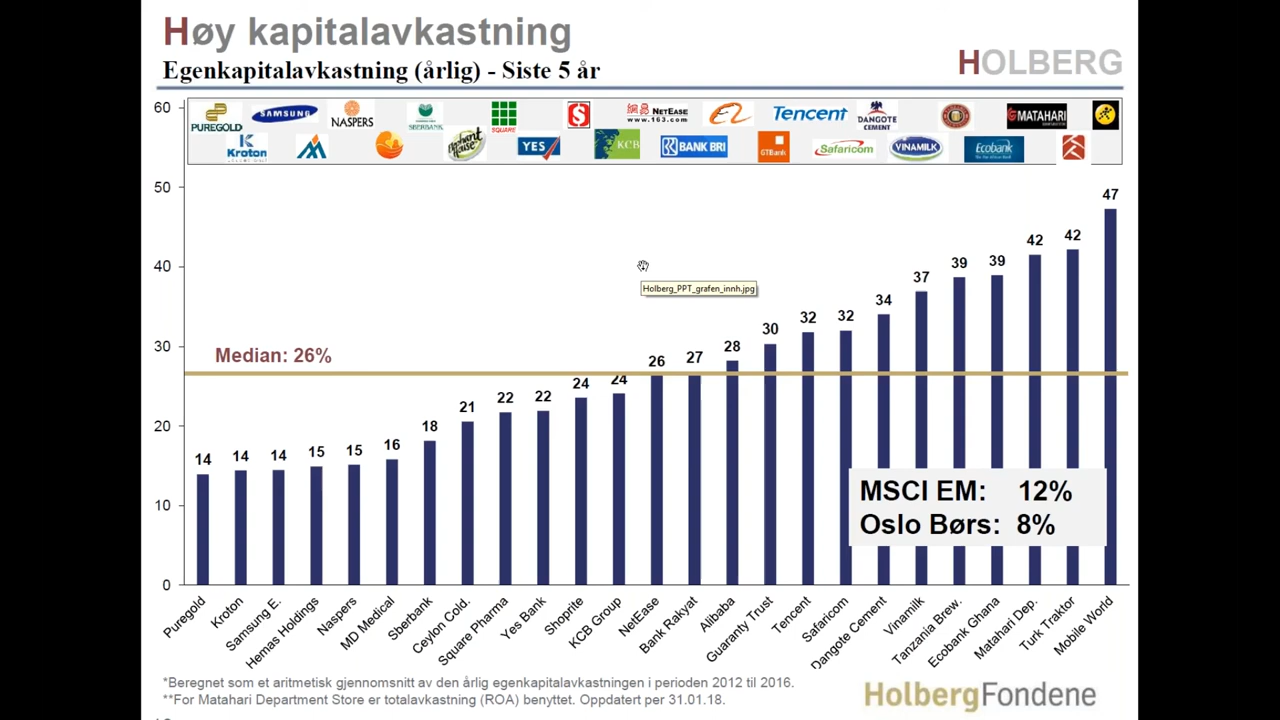 Høy kapitalavkastning
Egenkapitalavkastning (årlig) - Siste 5 år
HOLBERG
PUREGOLD
SAMSUNG
NASPERS
SBERBANK
SQUARE
NETEASE
www.163.com
Tencent
DANGOTE
CEMENT
MATAHARI
Kroton
Elephant
House
YES
KCB
BANK BRI
GTBank
Safaricom
VINAMILK
Ecobank
The Pan African Bank
60
50
40
30
20
10
0
Median: 26%
14
14
14
15
15
16
18
21
22
22
24
24
26
27
28
30
32
32
34
37
39
39
42
42
47
Holberg_PPT_grafen_innh.jpg
MSCI EM: 12%
Oslo Børs: 8%
Puregold
Kroton
Samsung E.
Hemas Holdings
Naspers
MD Medical
Sberbank
Ceylon Cold.
Square Pharma
Yes Bank
Shoprite
KCB Group
NetEase
Bank Rakyat
Alibaba
Guaranty Trust
Tencent
Safaricom
Dangote Cement
Vinamilk
Tanzania Brew.
Ecobank Ghana
Matahari Dep.
Turk Traktor
Mobile World
*Beregnet som et aritmetisk gjennomsnitt av den årlig egenkapitalavkastningen i perioden 2012 til 2016.
**For Matahari Department Store er totalavkastning (ROA) benyttet. Oppdatert per 31.01.18.
HolbergFondene